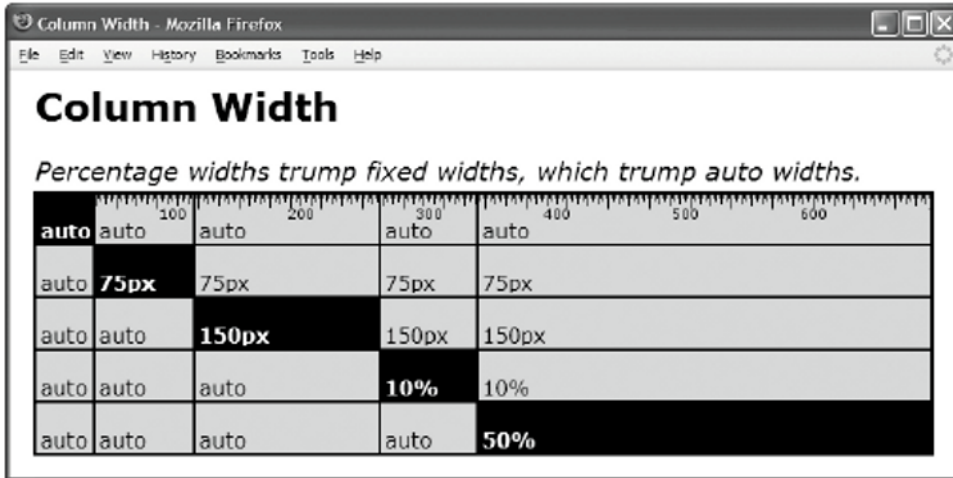 Column Width - Mozilla Firefox
File Edit View History Bookmarks Tools Help
Column Width
Percentage widths trump fixed widths, which trump auto widths.
100 200 300 400 500 600
auto auto auto auto auto
auto 75px 75px 75px 75px
auto auto 150px 150px 150px
auto auto auto 10% 10%
auto auto auto auto 50%